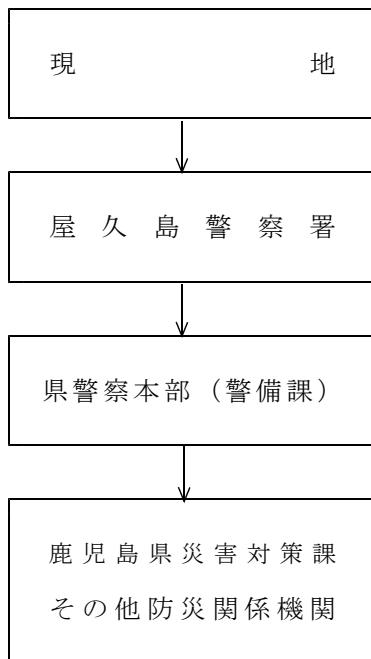 現地
屋久島警察署
県警察本部（警備課）
鹿児島県災害対策課
その他防災関係機関